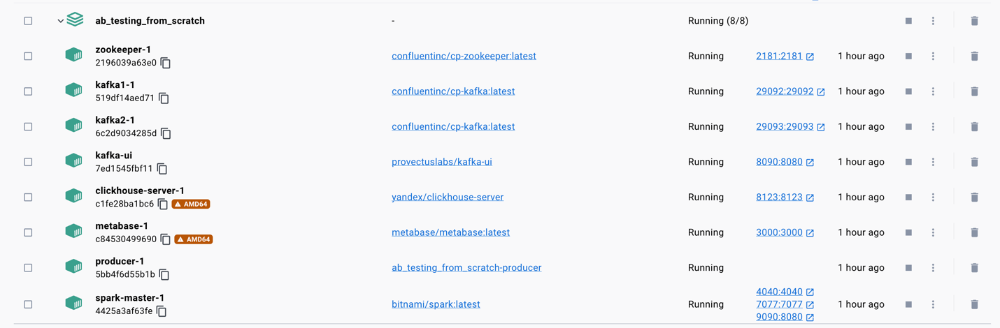 ab_testing_from_scratch - Running (8/8)
zookeeper-1
2196039a63e0 confluentinc/cp-zookeeper:latest Running 2181:2181 1 hour ago
kafka1-1
519df14aed71 confluentinc/cp-kafka:latest Running 29092:29092 1 hour ago
kafka2-1
6c2d9034285d confluentinc/cp-kafka:latest Running 29093:29093 1 hour ago
kafka-ui
7ed1545fbf11 provectuslabs/kafka-ui Running 8090:8080 1 hour ago
clickhouse-server-1
c1fe28ba1bc6 AMD64 yandex/clickhouse-server Running 8123:8123 1 hour ago
metabase-1
c84530499690 AMD64 metabase/metabase:latest Running 3000:3000 1 hour ago
producer-1
5bb4f6d55b1b ab_testing_from_scratch-producer Running 1 hour ago
spark-master-1
4425a3af63fe bitnami/spark:latest Running 4040:4040
7077:7077 1 hour ago
9090:8080